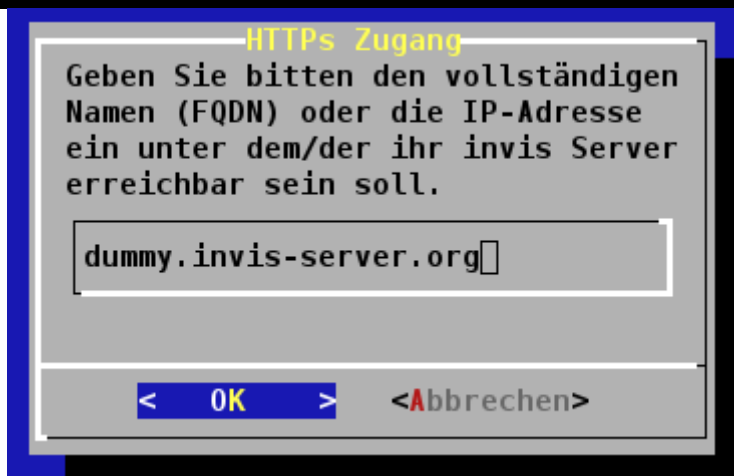 HTTPs Zugang
Geben Sie bitten den vollständigen
Namen (FQDN) oder die IP-Adresse
ein unter dem/der ihr invis Server
erreichbar sein soll.
dummy.invis-server.org
< OK > <Abbrechen>